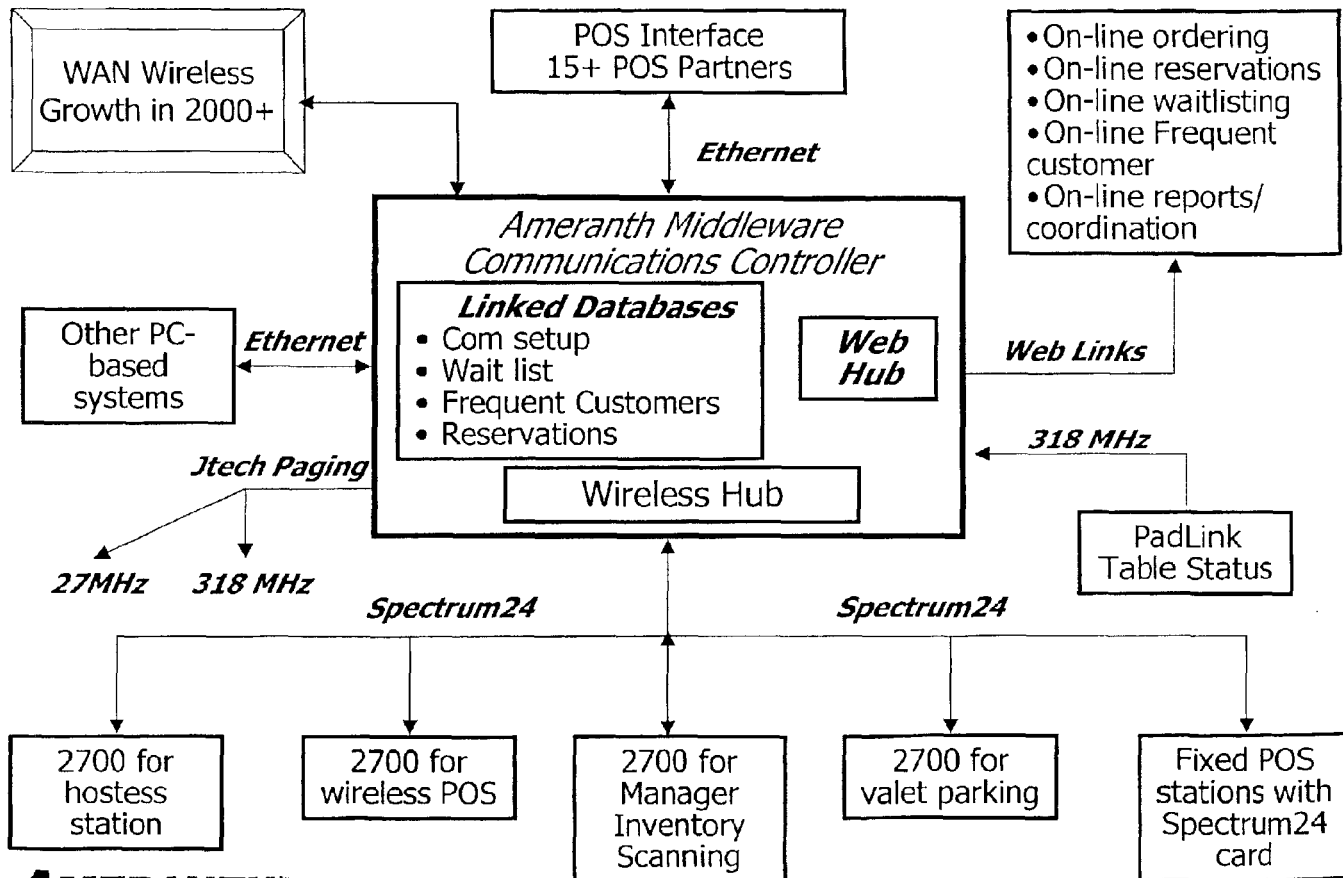 WAN Wireless
Growth in 2000+
POS Interface
15+ POS Partners
• On-line ordering
• On-line reservations
• On-line waitlisting
• On-line Frequent
customer
• On-line reports/
coordination
Ethernet
Ameranth Middleware
Communications Controller
Linked Databases
• Com setup
• Wait list
• Frequent Customers
• Reservations
Web
Hub
Wireless Hub
Other PC-
based
systems
Ethernet
Web Links
318 MHz
PadLink
Table Status
Jtech Paging
27MHz
318 MHz
Spectrum24
Spectrum24
2700 for
hostess
station
2700 for
wireless POS
2700 for
Manager
Inventory
Scanning
2700 for
valet parking
Fixed POS
stations with
Spectrum24
card